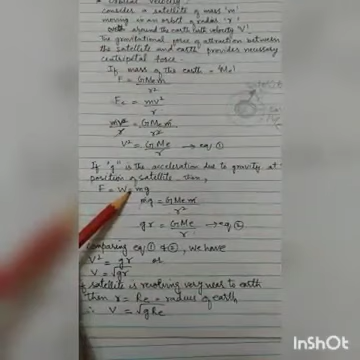 * Orbital Velocity :
consider a satellite of mass 'm'
moving in an orbit of radius 'r'
around the earth with velocity 'V'
The gravitational force of attraction between
the satellite and earth provides necessary
centripetal force.
If mass of the earth = Me
F = GMem / r²
Fc = mv² / r
mv² / r = GMem / r²
V² = GMe / r → eq ①
If "g" is the acceleration due to gravity at
position of satellite then,
F = W = mg
mg = GMem / r²
gr = GMe / r → eq ②
Comparing eq ① & ②, we have
V² = gr or
V = √gr
satellite is revolving very near to earth
Then r = Re = radius of earth
∴ V = √gRe
InShOt